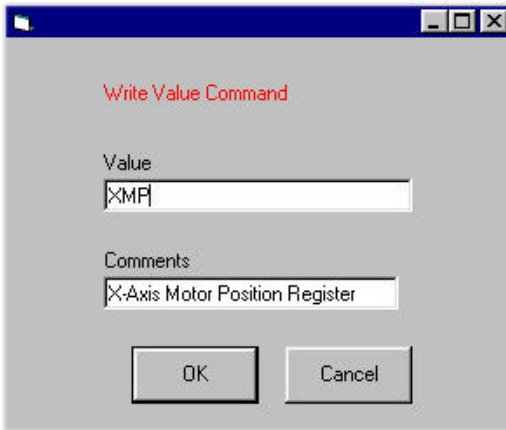 Write Value Command
Value
XMP
Comments
X-Axis Motor Position Register
OK
Cancel